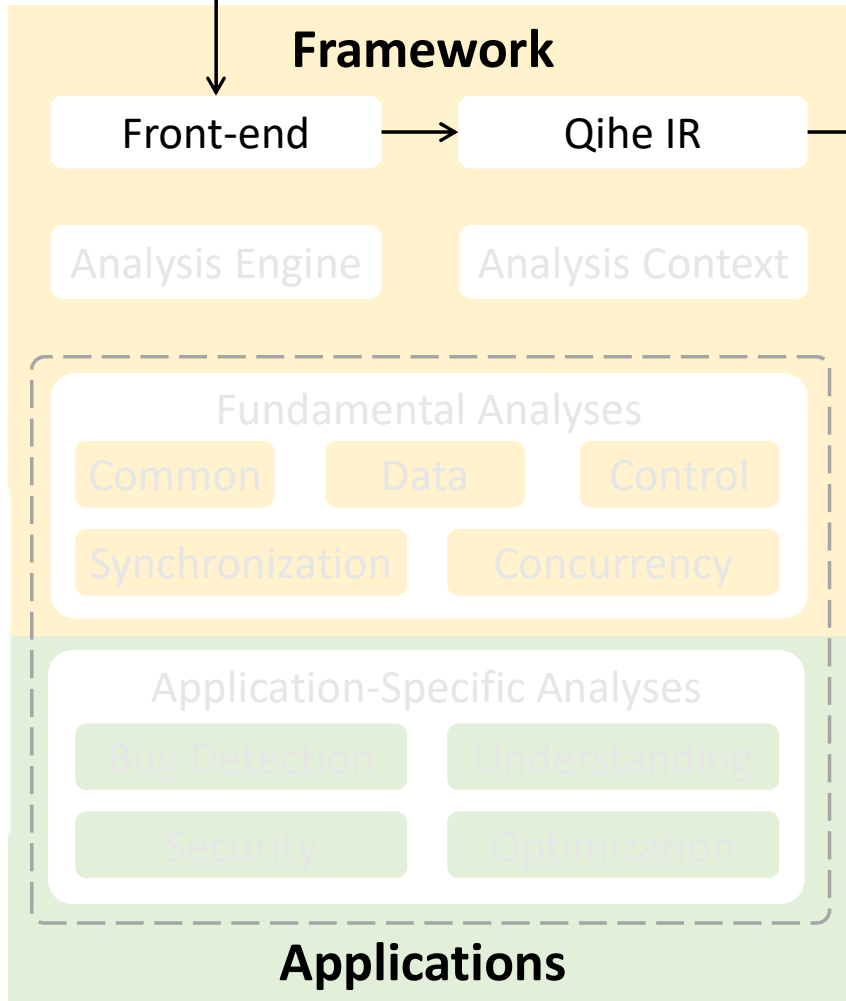 Framework
Front-end
Qihe IR
Analysis Engine
Analysis Context
Fundamental Analyses
Common
Data
Control
Synchronization
Concurrency
Application-Specific Analyses
Bug Detection
Understanding
Security
Optimization
Applications